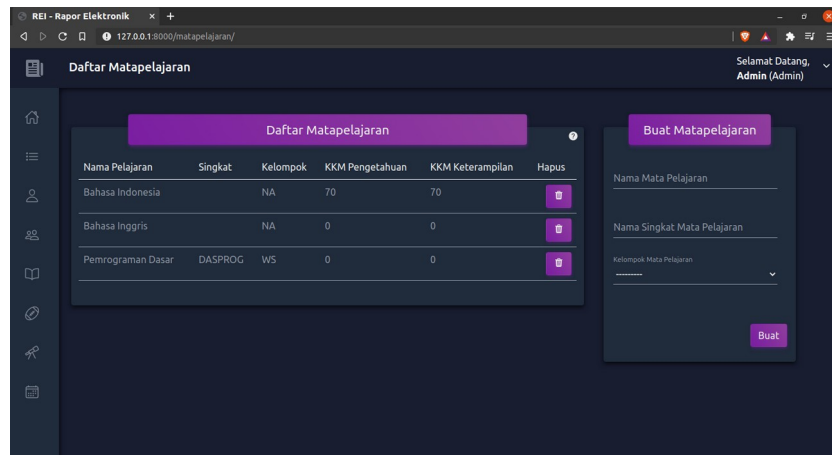 REI - Rapor Elektronik
127.0.0.1:8000/matapelajaran/
Daftar Matapelajaran
Selamat Datang,
Admin (Admin)
Daftar Matapelajaran
Nama Pelajaran Singkat Kelompok KKM Pengetahuan KKM Keterampilan Hapus
Bahasa Indonesia NA 70 70
Bahasa Inggris NA 0 0
Pemrograman Dasar DASPROG WS 0 0
Buat Matapelajaran
Nama Mata Pelajaran
Nama Singkat Mata Pelajaran
Kelompok Mata Pelajaran
---------
Buat